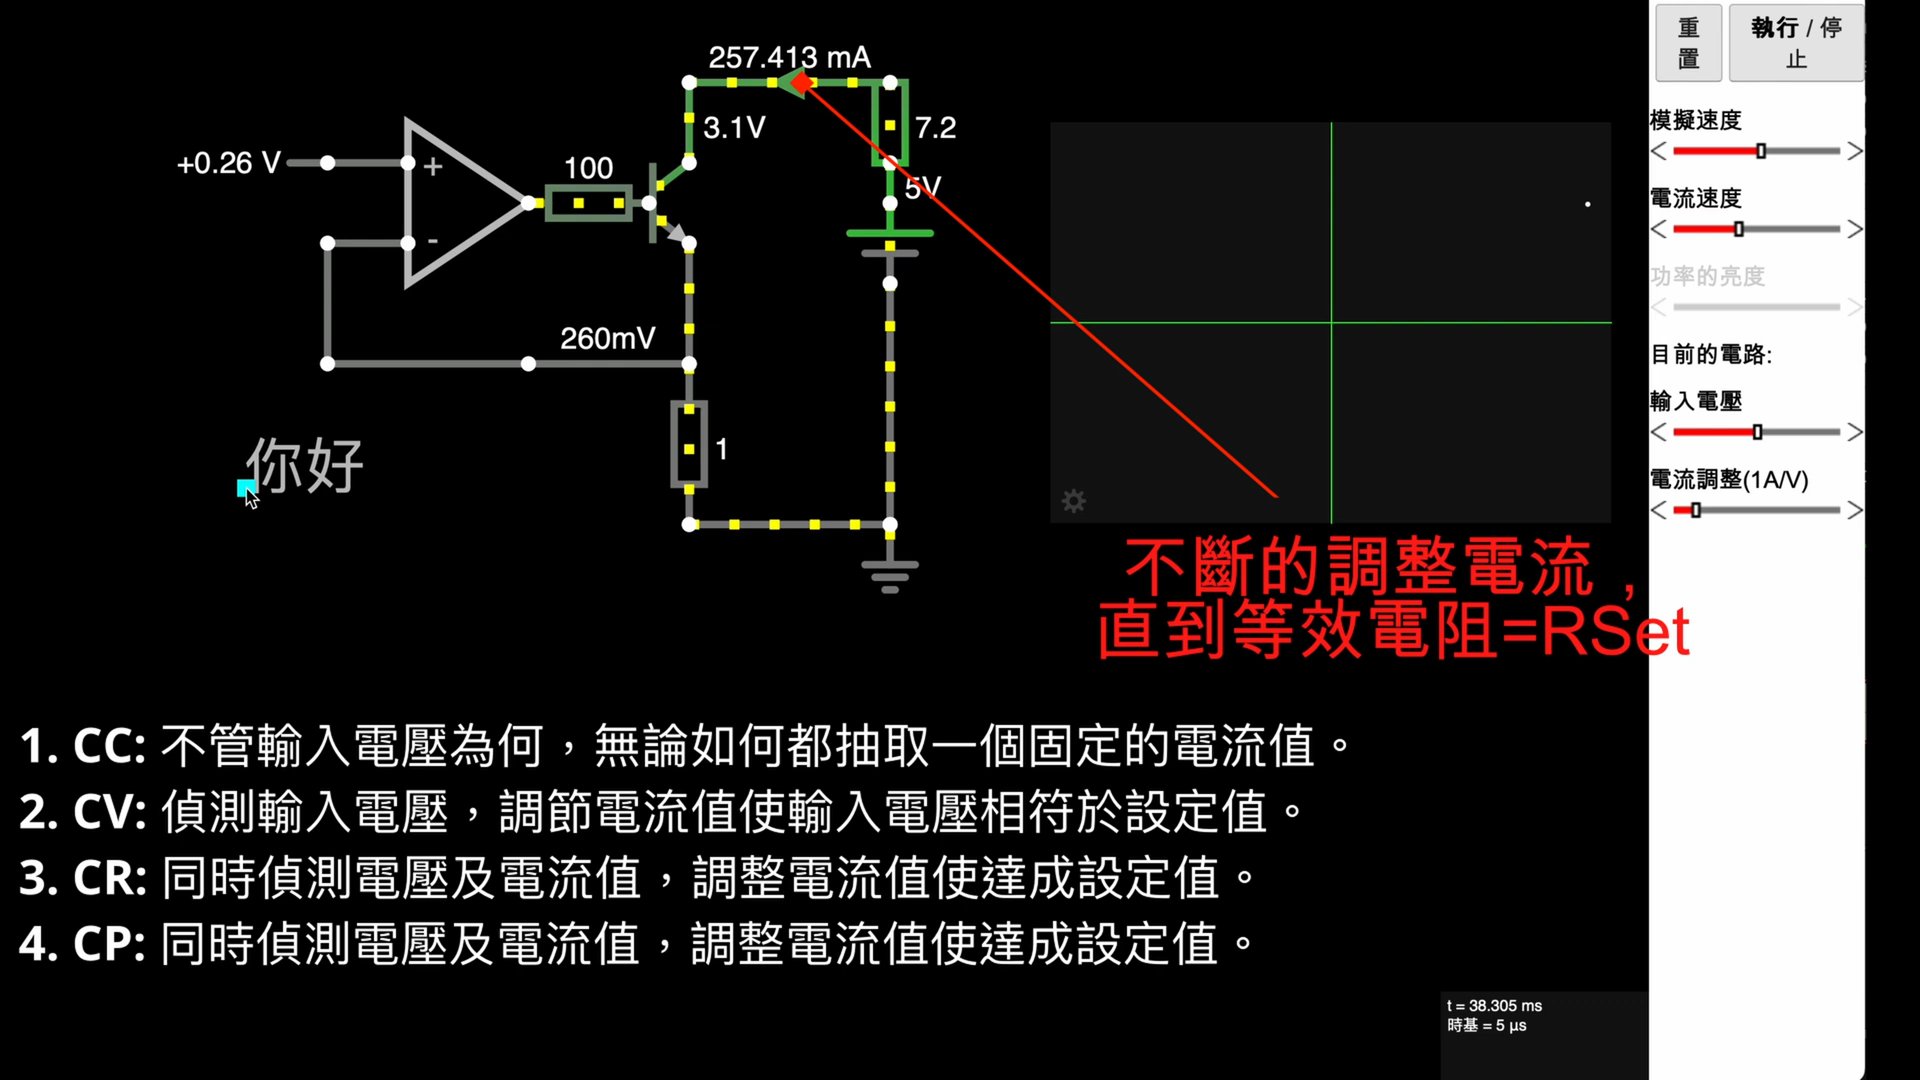 257.413 mA
3.1V
7.2
+0.26 V
+
100
5V
-
260mV
1
你好
不斷的調整電流，
直到等效電阻=RSet
1. CC: 不管輸入電壓為何，無論如何都抽取一個固定的電流值。
2. CV: 偵測輸入電壓，調節電流值使輸入電壓相符於設定值。
3. CR: 同時偵測電壓及電流值，調整電流值使達成設定值。
4. CP: 同時偵測電壓及電流值，調整電流值使達成設定值。
t = 38.305 ms
時基 = 5 µs
重
置
執行 / 停
止
模擬速度
電流速度
功率的亮度
目前的電路:
輸入電壓
電流調整(1A/V)